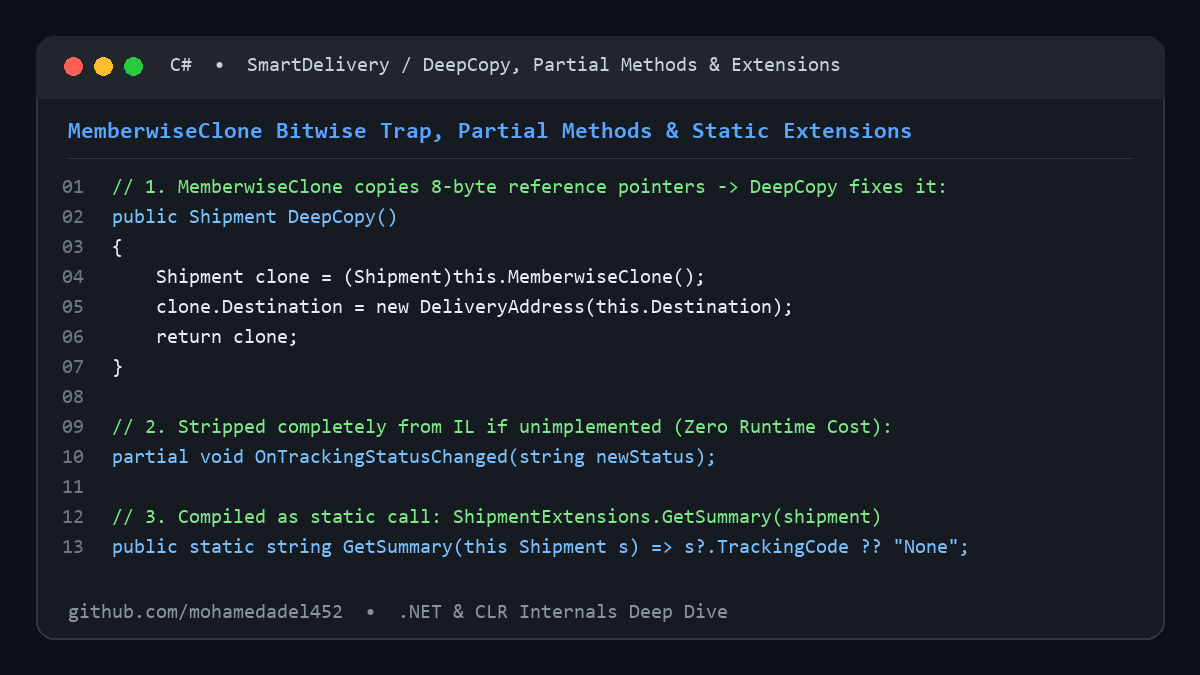 C# • SmartDelivery / DeepCopy, Partial Methods & Extensions
MemberwiseClone Bitwise Trap, Partial Methods & Static Extensions
01 // 1. MemberwiseClone copies 8-byte reference pointers -> DeepCopy fixes it:
02 public Shipment DeepCopy()
03 {
04     Shipment clone = (Shipment)this.MemberwiseClone();
05     clone.Destination = new DeliveryAddress(this.Destination);
06     return clone;
07 }
08
09 // 2. Stripped completely from IL if unimplemented (Zero Runtime Cost):
10 partial void OnTrackingStatusChanged(string newStatus);
11
12 // 3. Compiled as static call: ShipmentExtensions.GetSummary(shipment)
13 public static string GetSummary(this Shipment s) => s?.TrackingCode ?? "None";
github.com/mohamedadel452 • .NET & CLR Internals Deep Dive